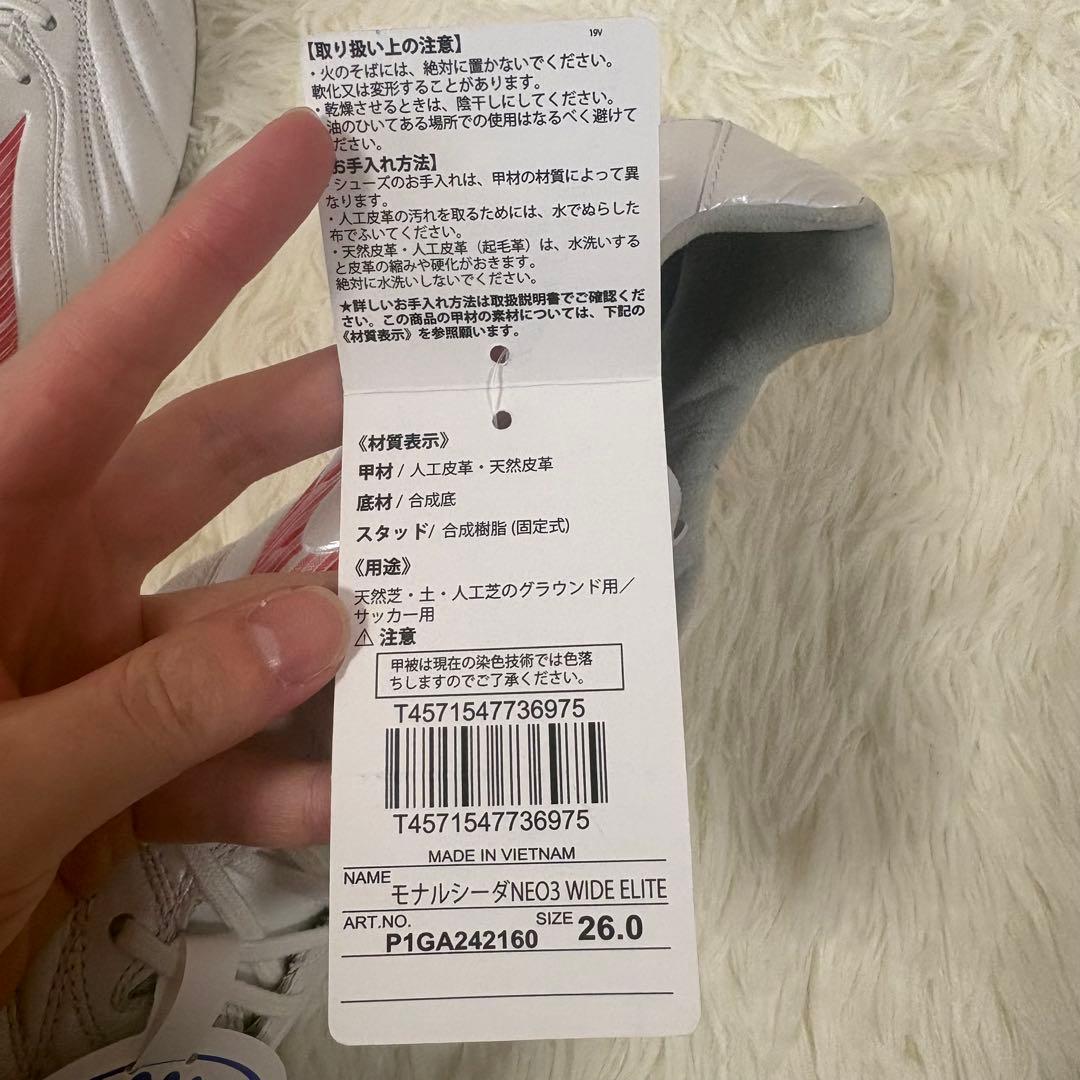 19V
【取り扱い上の注意】
・火のそばには、絶対に置かないでください。
軟化又は変形することがあります。
・乾燥させるときは、陰干しにしてください。
油のひいてある場所での使用はなるべく避けて
ださい。
お手入れ方法】
シューズのお手入れは、甲材の材質によって異
なります。
・人工皮革の汚れを取るためには、水でぬらした
布でふいてください。
・天然皮革・人工皮革（起毛革）は、水洗いする
と皮革の縮みや硬化がおきます。
絶対に水洗いしないでください。
★詳しいお手入れ方法は取扱説明書でご確認くだ
さい。この商品の甲材の素材については、下記の
《材質表示》を参照願います。
《材質表示》
甲材 / 人工皮革・天然皮革
底材 / 合成底
スタッド/ 合成樹脂 (固定式)
《用途》
天然芝・土・人工芝のグラウンド用／
サッカー用
⚠ 注意
甲被は現在の染色技術では色落
ちしますのでご了承ください。
T4571547736975
T4571547736975
MADE IN VIETNAM
NAME モナルシーダNEO3 WIDE ELITE
ART.NO. P1GA242160 SIZE 26.0